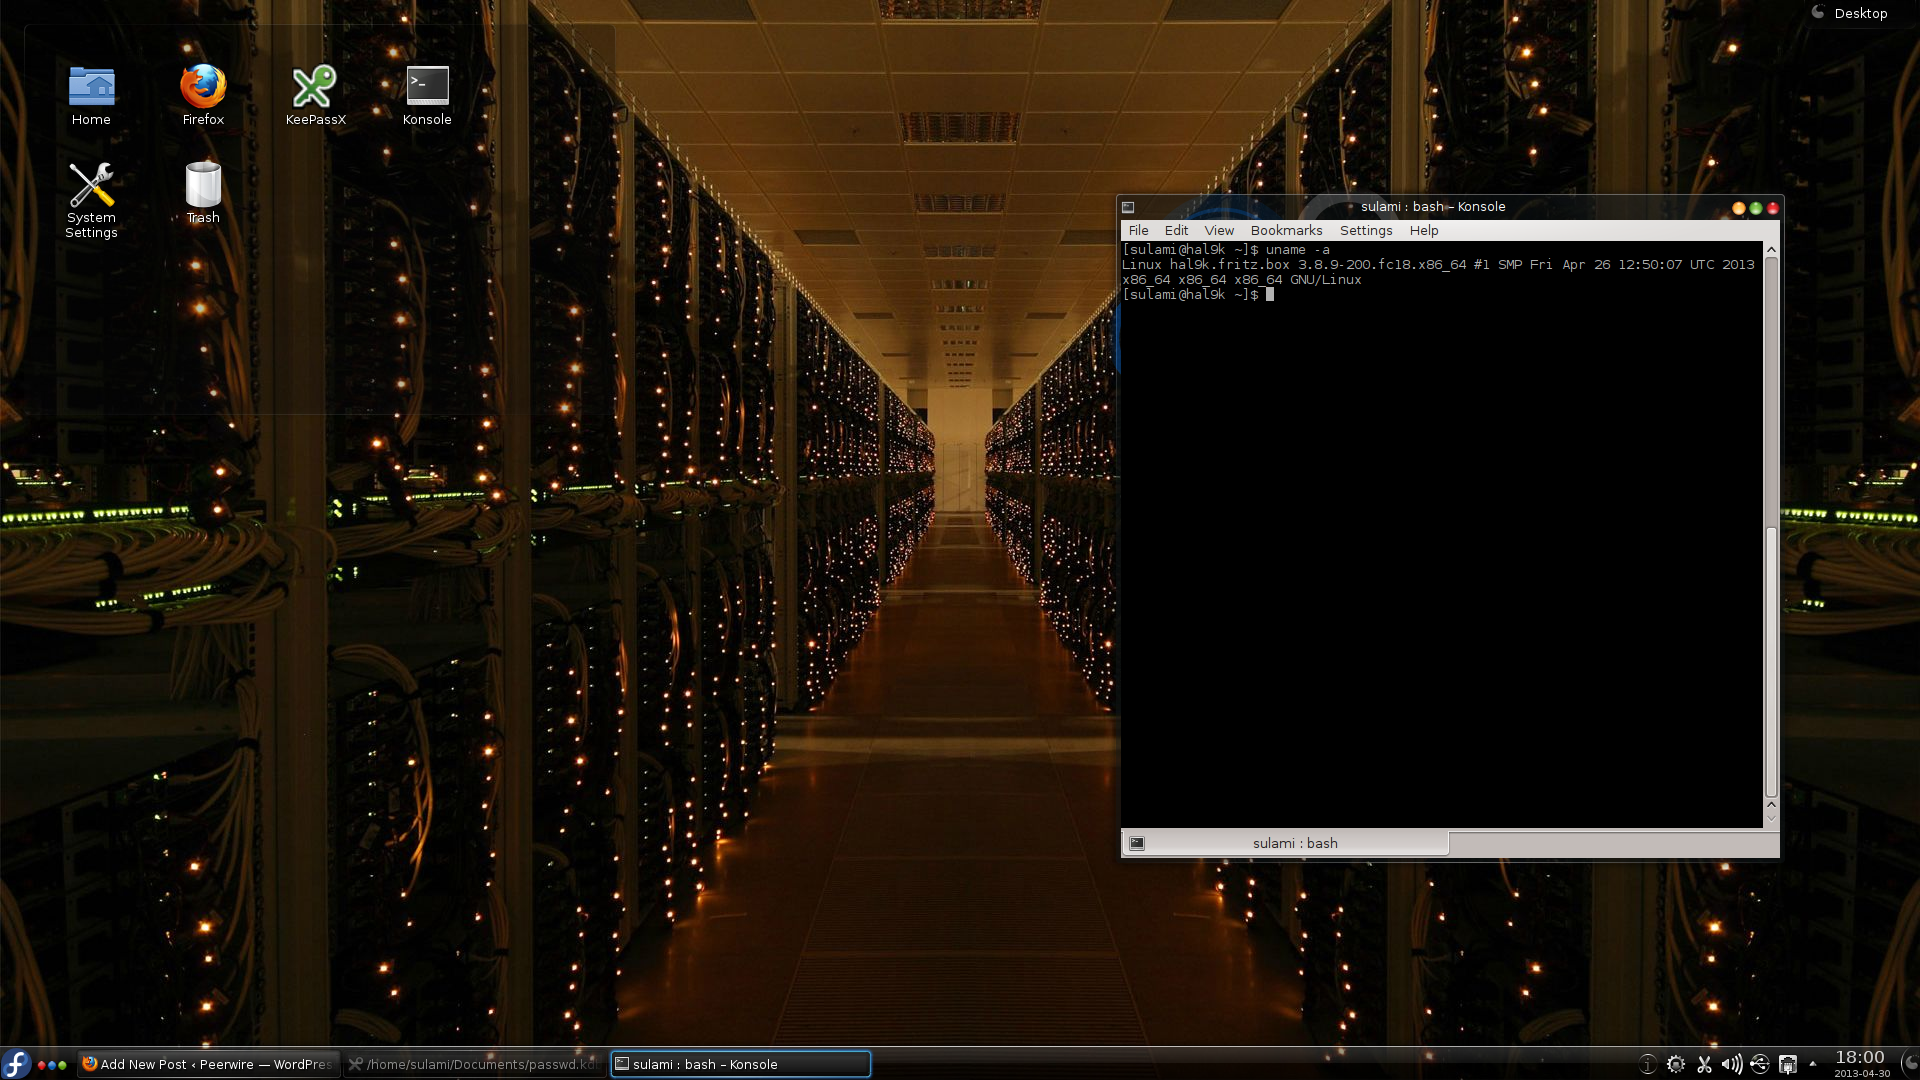 Desktop
Home
Firefox
KeePassX
Konsole
System
Settings
Trash
sulami : bash – Konsole
File Edit View Bookmarks Settings Help
[sulami@hal9k ~]$ uname -a
Linux hal9k.fritz.box 3.8.9-200.fc18.x86_64 #1 SMP Fri Apr 26 12:50:07 UTC 2013
x86_64 x86_64 x86_64 GNU/Linux
[sulami@hal9k ~]$
sulami : bash
Add New Post ‹ Peerwire — WordPres
/home/sulami/Documents/passwd.kd
sulami : bash – Konsole
18:00
2013-04-30